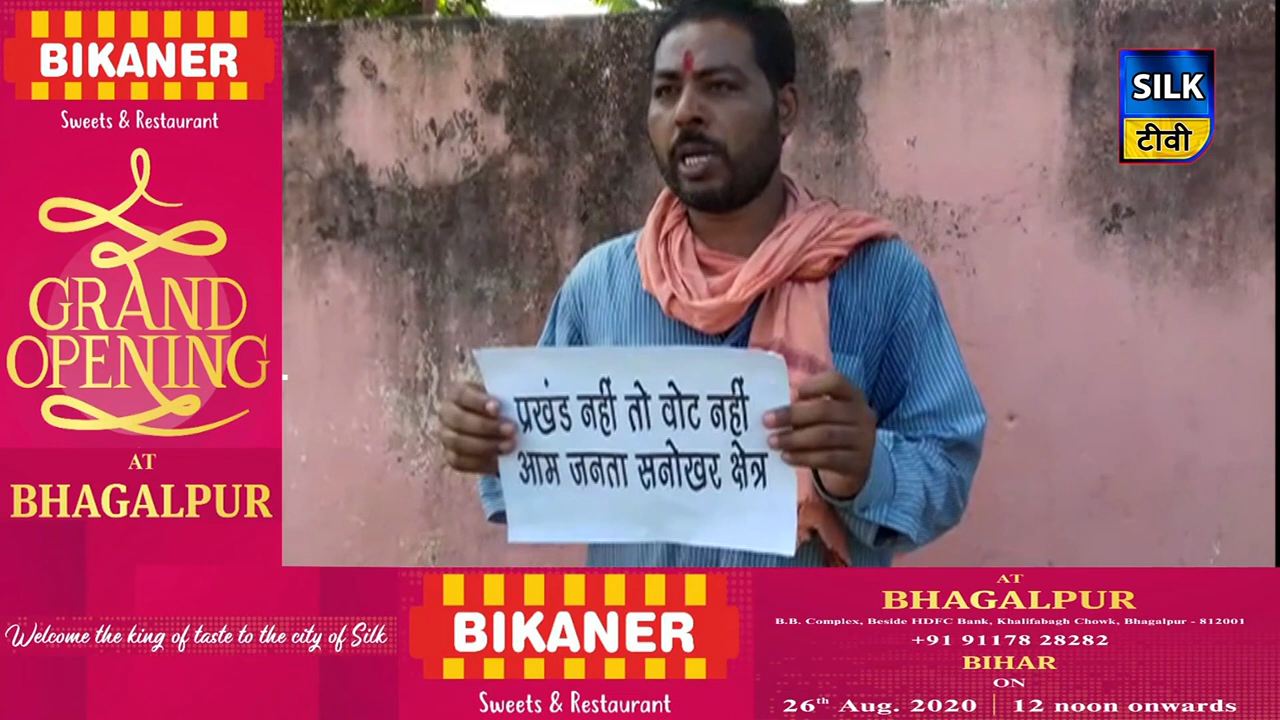 BIKANER
Sweets & Restaurant
GRAND
OPENING
AT
BHAGALPUR
SILK
टीवी
प्रखंड नहीं तो वोट नहीं
आम जनता सनोखर क्षेत्र
Welcome the king of taste to the city of Silk
BIKANER
Sweets & Restaurant
AT
BHAGALPUR
B.B. Complex, Beside HDFC Bank, Khalifabagh Chowk, Bhagalpur - 812001
+91 91178 28282
BIHAR
ON
26th Aug. 2020 | 12 noon onwards